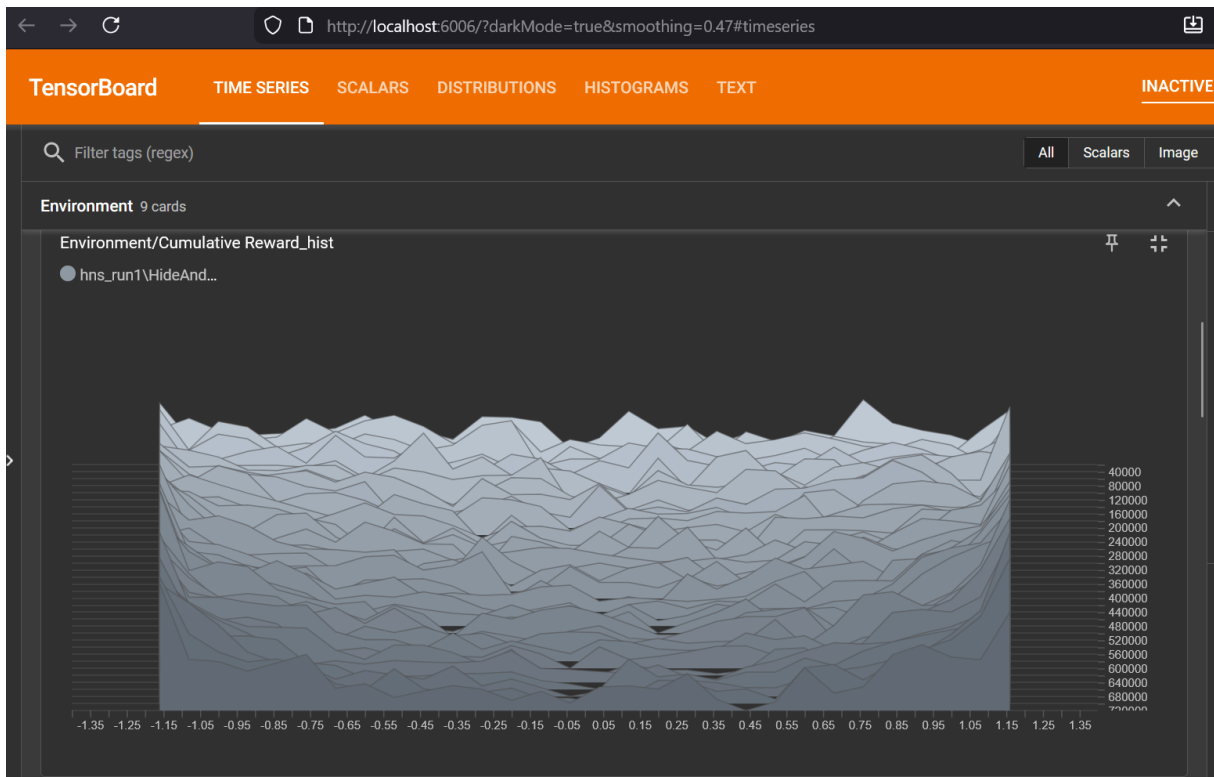 http://localhost:6006/?darkMode=true&smoothing=0.47#timeseries
TensorBoard TIME SERIES SCALARS DISTRIBUTIONS HISTOGRAMS TEXT INACTIVE
Filter tags (regex) All Scalars Image
Environment 9 cards
Environment/Cumulative Reward_hist
hns_run1\HideAnd...
40000
80000
120000
160000
200000
240000
280000
320000
360000
400000
440000
480000
520000
560000
600000
640000
680000
720000
-1.35 -1.25 -1.15 -1.05 -0.95 -0.85 -0.75 -0.65 -0.55 -0.45 -0.35 -0.25 -0.15 -0.05 0.05 0.15 0.25 0.35 0.45 0.55 0.65 0.75 0.85 0.95 1.05 1.15 1.25 1.35